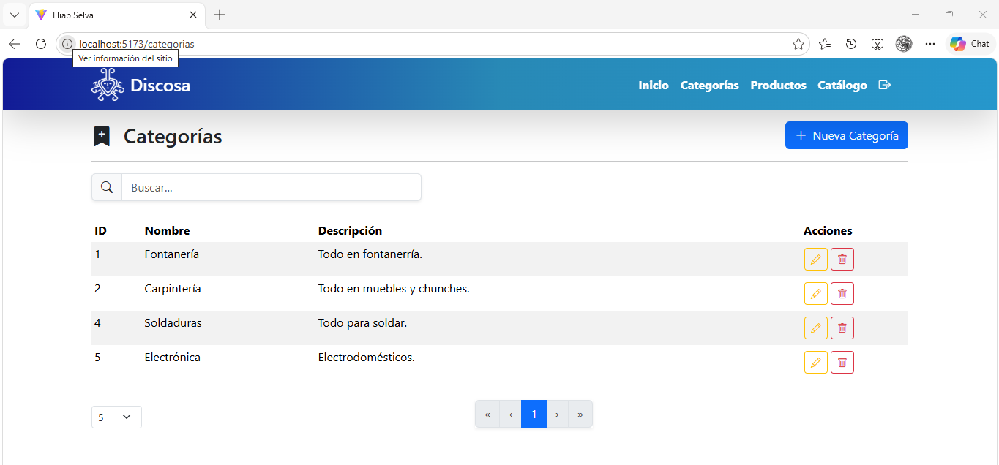 Eliab Selva
localhost:5173/categorias
Chat
Ver información del sitio
Discosa
Inicio Categorías Productos Catálogo
Categorías
+ Nueva Categoría
Buscar...
ID Nombre Descripción Acciones
1 Fontanería Todo en fontanerría.
2 Carpintería Todo en muebles y chunches.
4 Soldaduras Todo para soldar.
5 Electrónica Electrodomésticos.
5
« ‹ 1 › »